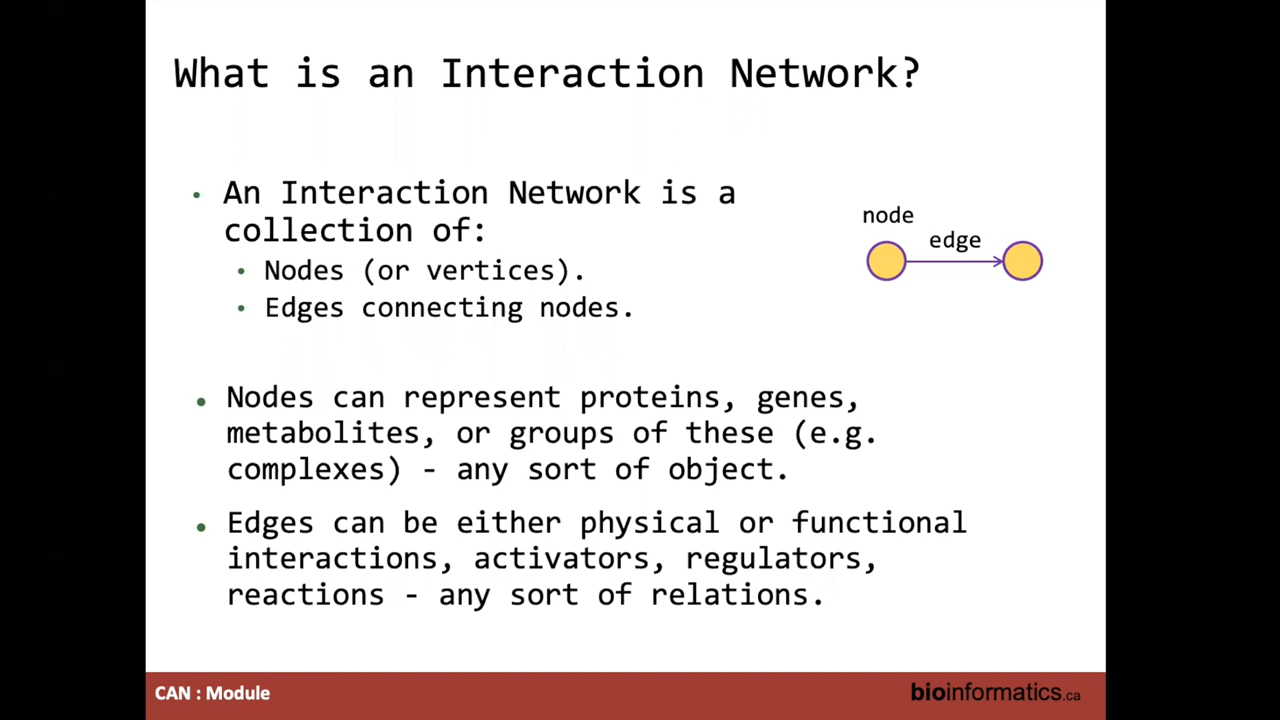 What is an Interaction Network?
• An Interaction Network is a
collection of:
• Nodes (or vertices).
• Edges connecting nodes.
node
edge
• Nodes can represent proteins, genes,
metabolites, or groups of these (e.g.
complexes) - any sort of object.
• Edges can be either physical or functional
interactions, activators, regulators,
reactions - any sort of relations.
CAN : Module
bioinformatics.ca